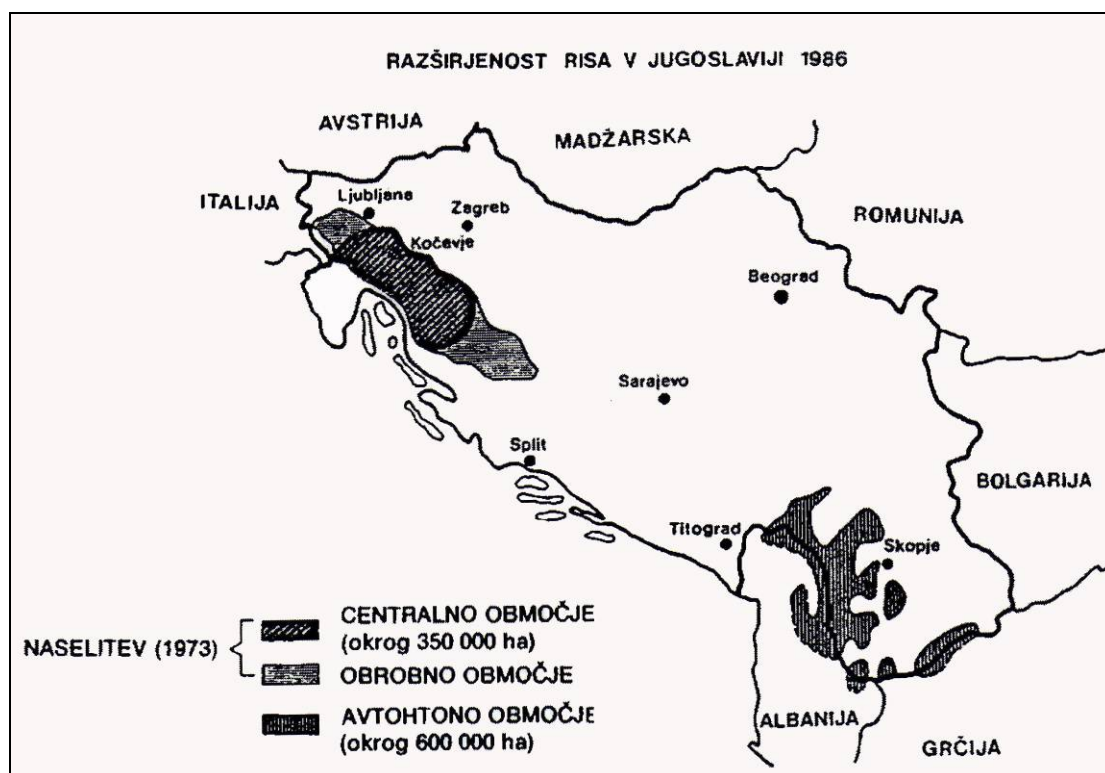 RAZŠIRJENOST RISA V JUGOSLAVIJI 1986
AVSTRIJA
MADŽARSKA
ITALIJA
Ljubljana
Zagreb
ROMUNIJA
Kočevje
Beograd
Sarajevo
Split
BOLGARIJA
Titograd
Skopje
NASELITEV (1973)
CENTRALNO OBMOČJE
(okrog 350 000 ha)
OBROBNO OBMOČJE
AVTOHTONO OBMOČJE
(okrog 600 000 ha)
ALBANIJA
GRČIJA